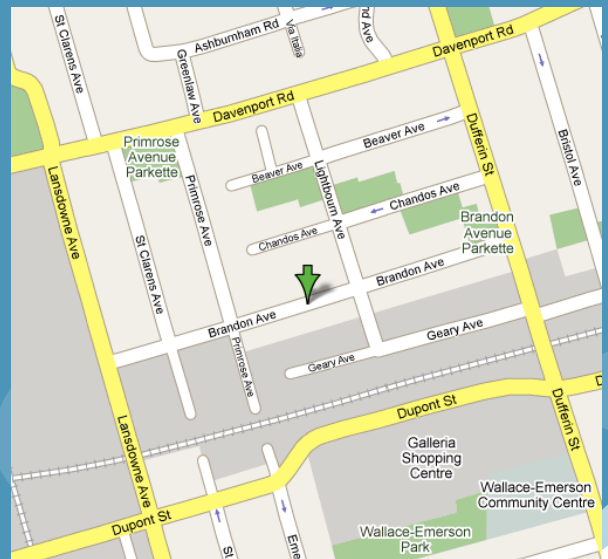 St Clarens Ave
Ashburnham Rd
Via Italia
nd Ave
Davenport Rd
Greenlaw Ave
Davenport Rd
Primrose
Avenue
Parkette
Beaver Ave
Dufferin St
Bristol Ave
Lansdowne Ave
Primrose Ave
Beaver Ave
Lightbourn Ave
Chandos Ave
St Clarens Ave
Chandos Ave
Brandon
Avenue
Parkette
Brandon Ave
Brandon Ave
Geary Ave
Primrose Ave
Geary Ave
Dupont St
D
Lansdowne Ave
Dufferin St
Galleria
Shopping
Centre
Wallace-Emerson
Community Centre
Dupont St
St
Eme
Wallace-Emerson
Park